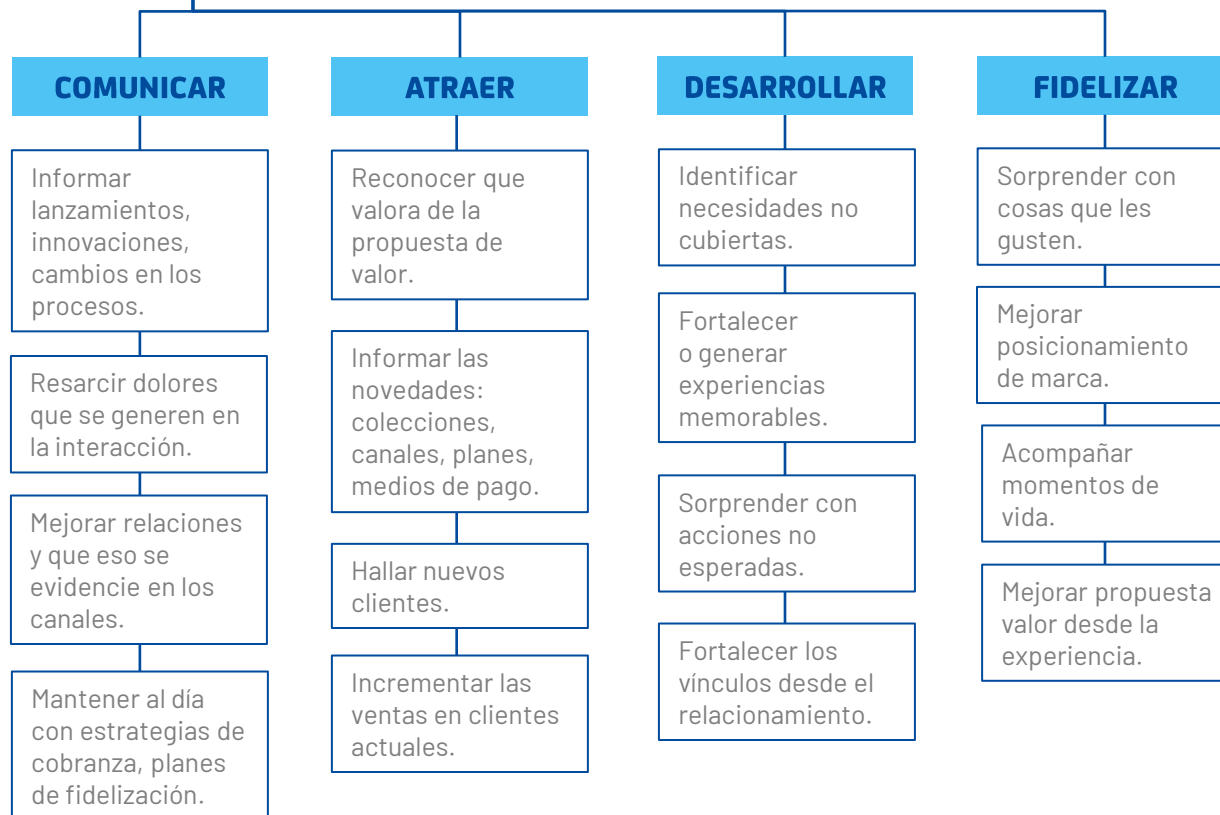 COMUNICAR
Informar
lanzamientos,
innovaciones,
cambios en los
procesos.
Resarcir dolores
que se generen en
la interacción.
Mejorar relaciones
y que eso se
evidencie en los
canales.
Mantener al día
con estrategias de
cobranza, planes
de fidelización.
ATRAER
Reconocer que
valora de la
propuesta de
valor.
Informar las
novedades:
colecciones,
canales, planes,
medios de pago.
Hallar nuevos
clientes.
Incrementar las
ventas en clientes
actuales.
DESARROLLAR
Identificar
necesidades no
cubiertas.
Fortalecer
o generar
experiencias
memorables.
Sorprender con
acciones no
esperadas.
Fortalecer los
vínculos desde el
relacionamiento.
FIDELIZAR
Sorprender con
cosas que les
gusten.
Mejorar
posicionamiento
de marca.
Acompañar
momentos de
vida.
Mejorar propuesta
valor desde la
experiencia.